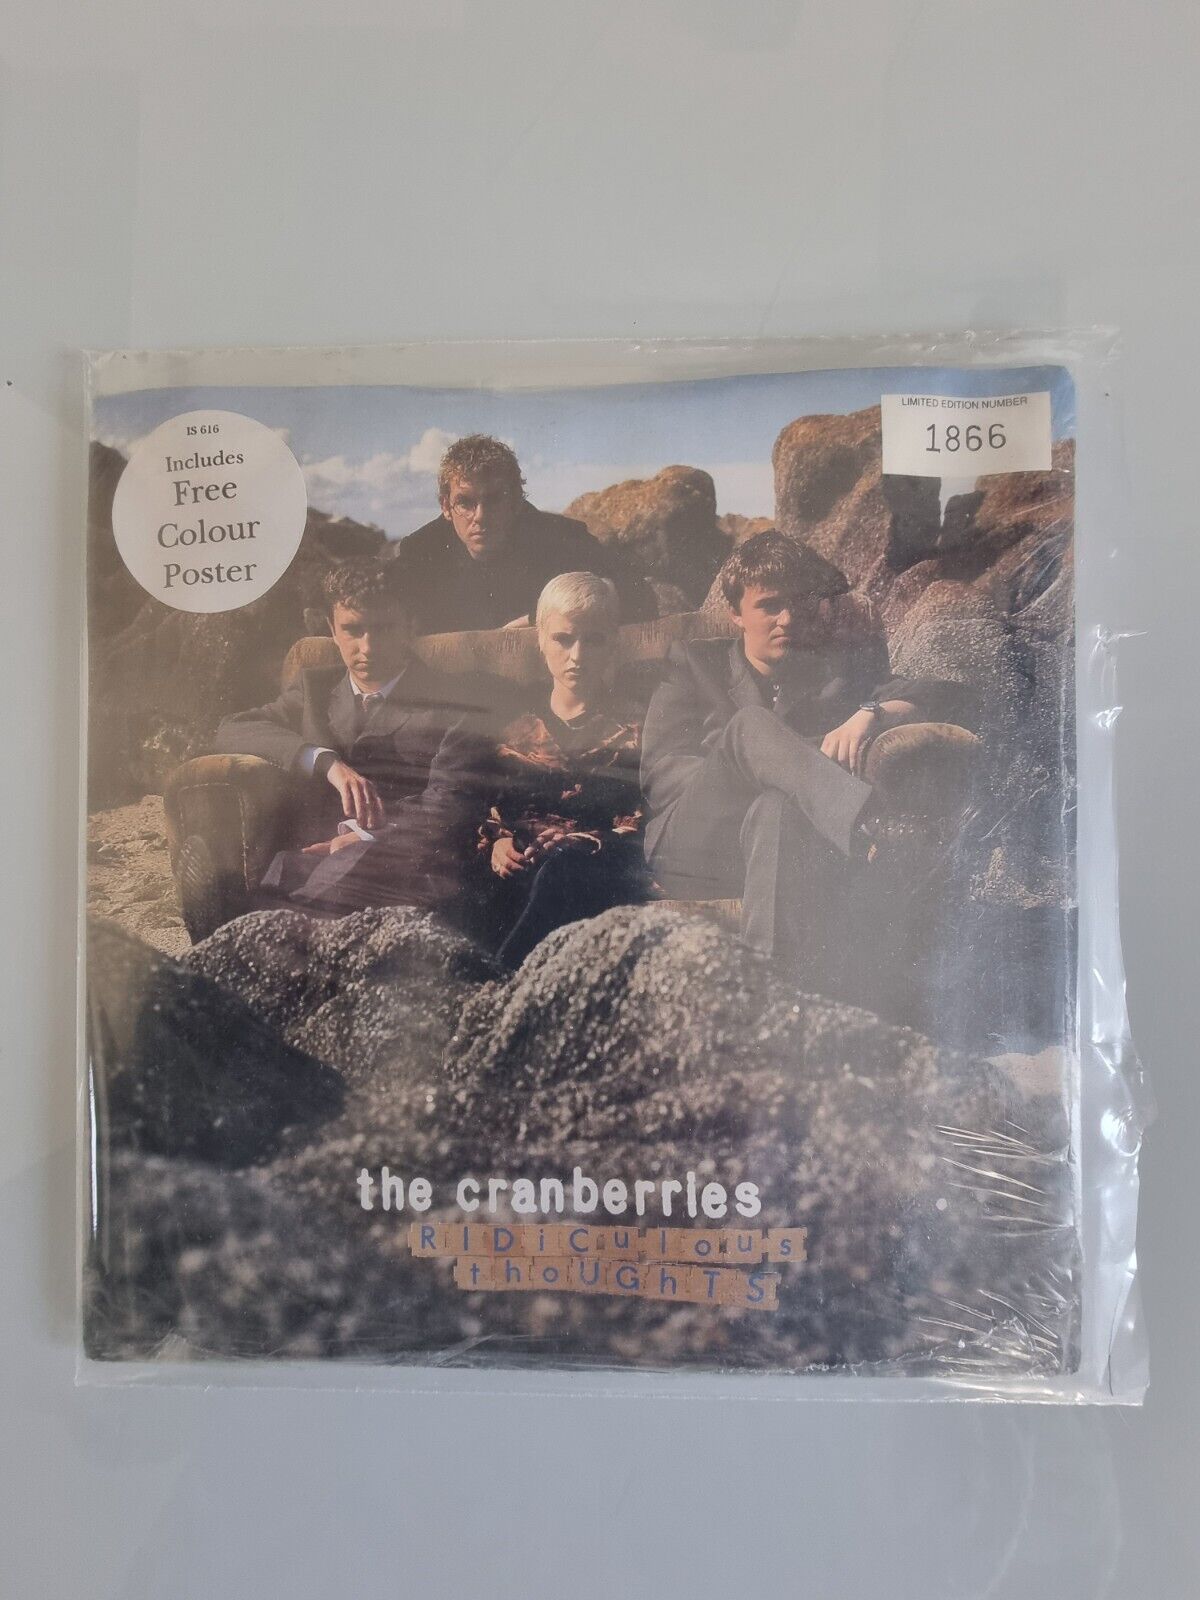 IS 616
Includes
Free
Colour
Poster
LIMITED EDITION NUMBER
1866
the cranberries
RIDiCulous
thoUGhTS